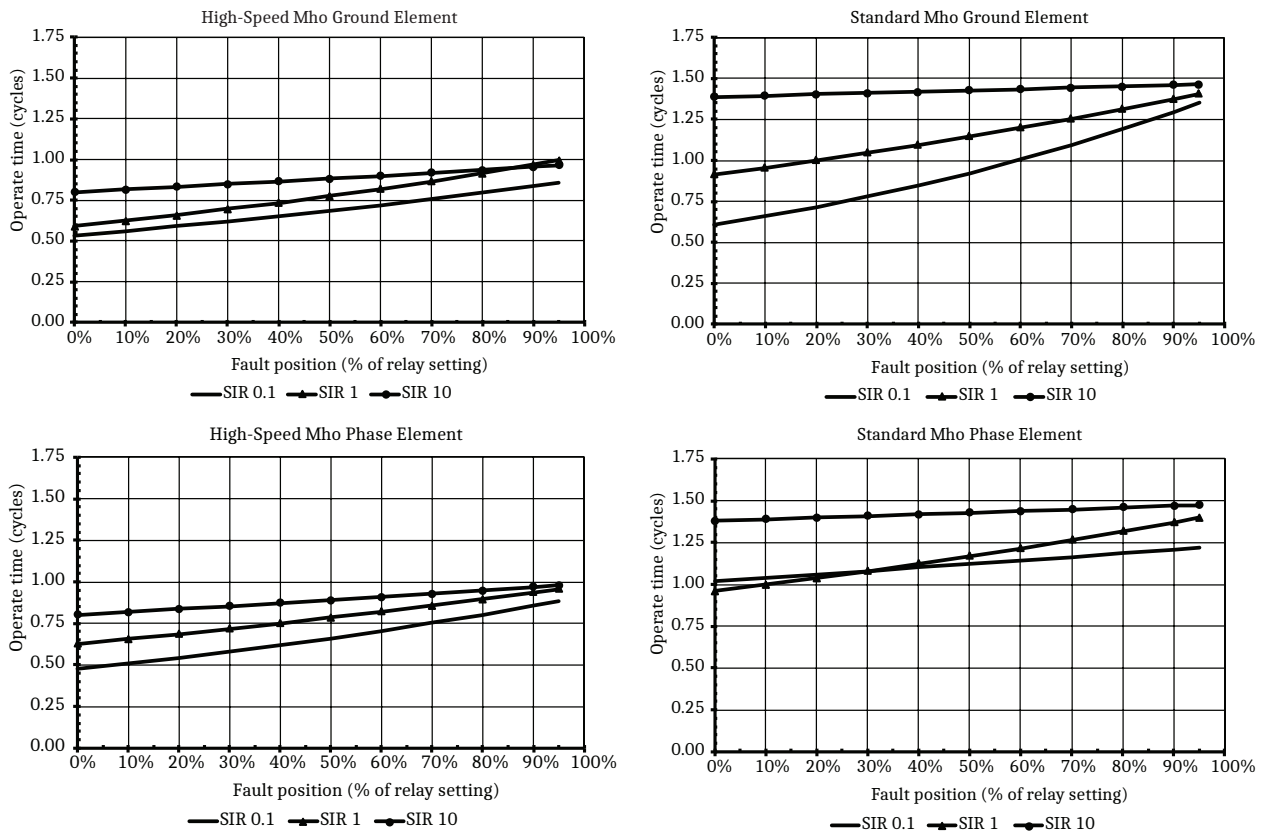 High-Speed Mho Ground Element
Operate time (cycles)
1.75
1.50
1.25
1.00
0.75
0.50
0.25
0.00
0% 10% 20% 30% 40% 50% 60% 70% 80% 90% 100%
Fault position (% of relay setting)
SIR 0.1 SIR 1 SIR 10
Standard Mho Ground Element
Operate time (cycles)
1.75
1.50
1.25
1.00
0.75
0.50
0.25
0.00
0% 10% 20% 30% 40% 50% 60% 70% 80% 90% 100%
Fault position (% of relay setting)
SIR 0.1 SIR 1 SIR 10
High-Speed Mho Phase Element
Operate time (cycles)
1.75
1.50
1.25
1.00
0.75
0.50
0.25
0.00
0% 10% 20% 30% 40% 50% 60% 70% 80% 90% 100%
Fault position (% of relay setting)
SIR 0.1 SIR 1 SIR 10
Standard Mho Phase Element
Operate time (cycles)
1.75
1.50
1.25
1.00
0.75
0.50
0.25
0.00
0% 10% 20% 30% 40% 50% 60% 70% 80% 90% 100%
Fault position (% of relay setting)
SIR 0.1 SIR 1 SIR 10